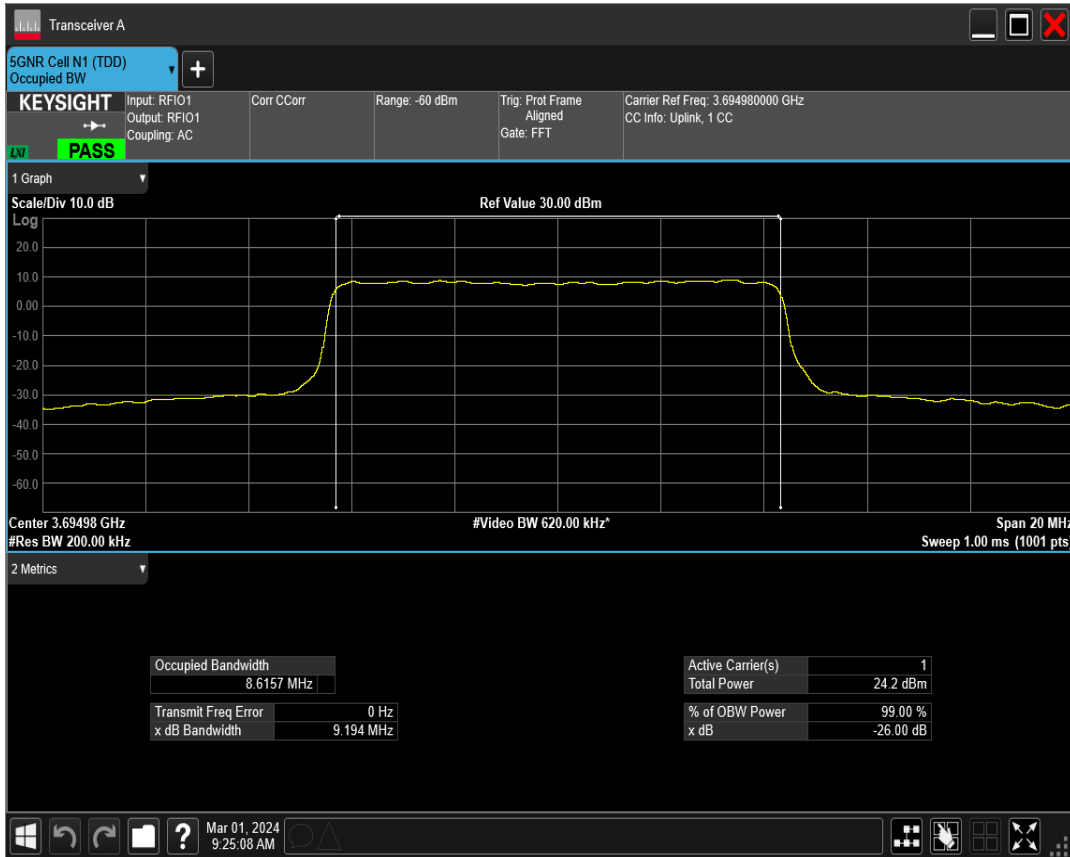 Transceiver A
5GNR Cell N1 (TDD)
Occupied BW
+
KEYSIGHT
LXI
PASS
Input: RFIO1
Output: RFIO1
Coupling: AC
Corr CCorr
Range: -60 dBm
Trig: Prot Frame
Aligned
Gate: FFT
Carrier Ref Freq: 3.694980000 GHz
CC Info: Uplink, 1 CC
1 Graph
Scale/Div 10.0 dB
Ref Value 30.00 dBm
Log
20.0
10.0
0.00
-10.0
-20.0
-30.0
-40.0
-50.0
-60.0
Center 3.69498 GHz
#Video BW 620.00 kHz*
Span 20 MHz
#Res BW 200.00 kHz
Sweep 1.00 ms (1001 pts)
2 Metrics
Occupied Bandwidth
8.6157 MHz
Transmit Freq Error 0 Hz
x dB Bandwidth 9.194 MHz
Active Carrier(s) 1
Total Power 24.2 dBm
% of OBW Power 99.00 %
x dB -26.00 dB
?
Mar 01, 2024
9:25:08 AM